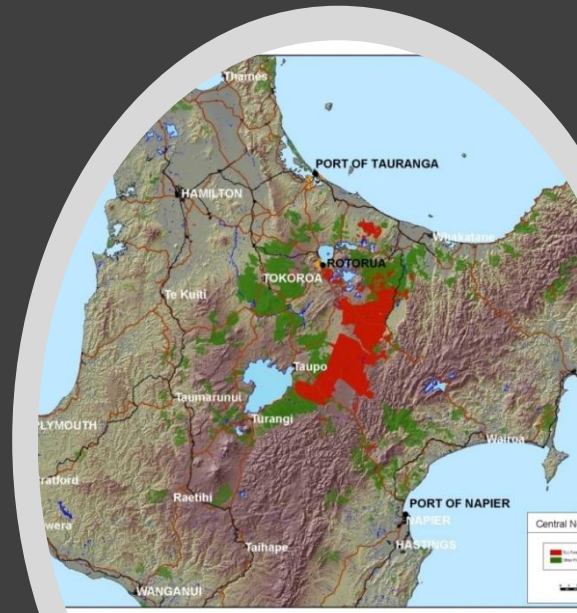 Thames
PORT OF TAURANGA
HAMILTON
Whakatane
ROTORUA
TOKOROA
Te Kuiti
Taupo
Taumarunui
Turangi
PLYMOUTH
Wairoa
Raetihi
PORT OF NAPIER
NAPIER
Central N
HASTINGS
Taihape
WANGANUI